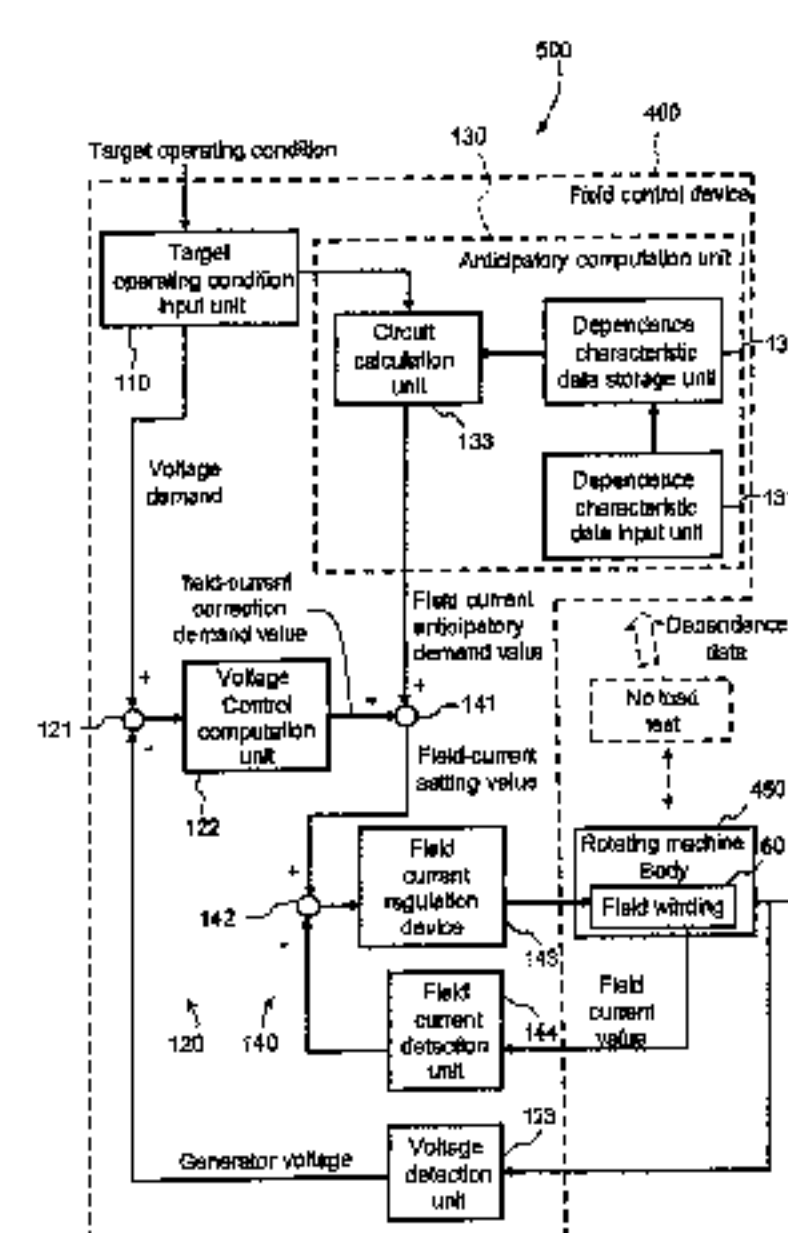 500
Target operating condition
130
400
Field control device
Target
operating condition
input unit
110
Anticipatory computation unit
Circuit
calculation
unit
133
Dependence
characteristic
data storage unit
Dependence
characteristic
data input unit
Voltage
demand
field-current
correction
demand value
Field current
anticipatory
demand value
Dependence
data
No load
test
+
+
121
-
Voltage
Control
computation
unit
122
141
Field-current
setting value
450
Rotating machine
Body
60
Field winding
+
142
-
Field
current
regulation
device
143
Field
current
value
Field
current
detection
unit
144
120
140
123
Generator voltage
Voltage
detection
unit